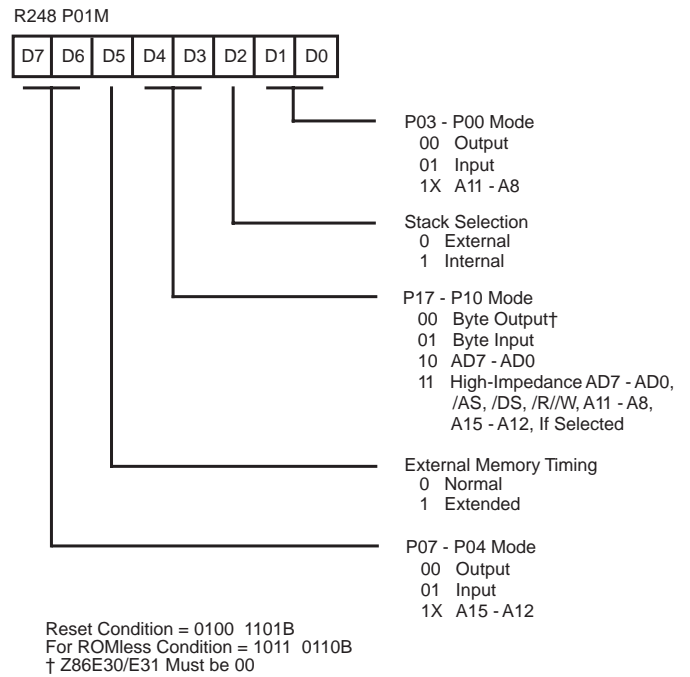 R248 P01M
D7 D6 D5 D4 D3 D2 D1 D0
P03 - P00 Mode
00 Output
01 Input
1X A11 - A8
Stack Selection
0 External
1 Internal
P17 - P10 Mode
00 Byte Output†
01 Byte Input
10 AD7 - AD0
11 High-Impedance AD7 - AD0,
/AS, /DS, /R//W, A11 - A8,
A15 - A12, If Selected
External Memory Timing
0 Normal
1 Extended
P07 - P04 Mode
00 Output
01 Input
1X A15 - A12
Reset Condition = 0100 1101B
For ROMless Condition = 1011 0110B
† Z86E30/E31 Must be 00